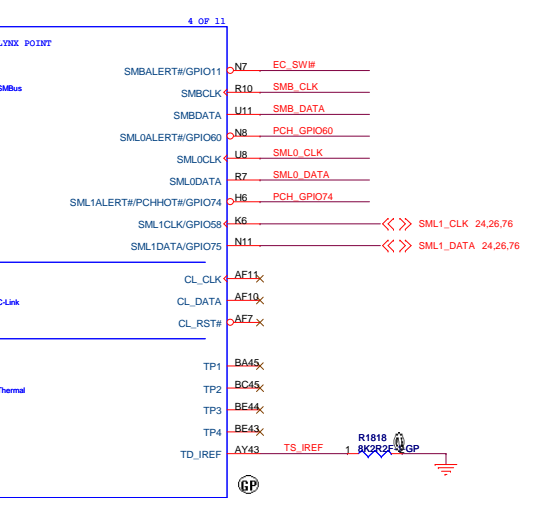 4 OF 11
LYNX POINT
SMBus
SMBALERT#/GPIO11 N7 EC_SWI#
SMBCLK R10 SMB_CLK
SMBDATA U11 SMB_DATA
SML0ALERT#/GPIO60 N8 PCH_GPIO60
SML0CLK U8 SML0_CLK
SML0DATA R7 SML0_DATA
SML1ALERT#/PCHHOT#/GPIO74 H6 PCH_GPIO74
SML1CLK/GPIO58 K6 SML1_CLK 24,26,76
SML1DATA/GPIO75 N11 SML1_DATA 24,26,76
C-Link
CL_CLK AF11
CL_DATA AF10
CL_RST# AF7
Thermal
TP1 BA45
TP2 BC45
TP3 BE44
TP4 BE43
TD_IREF AY43 TS_IREF 1
R1818
8K2R2F-1-GP
GP